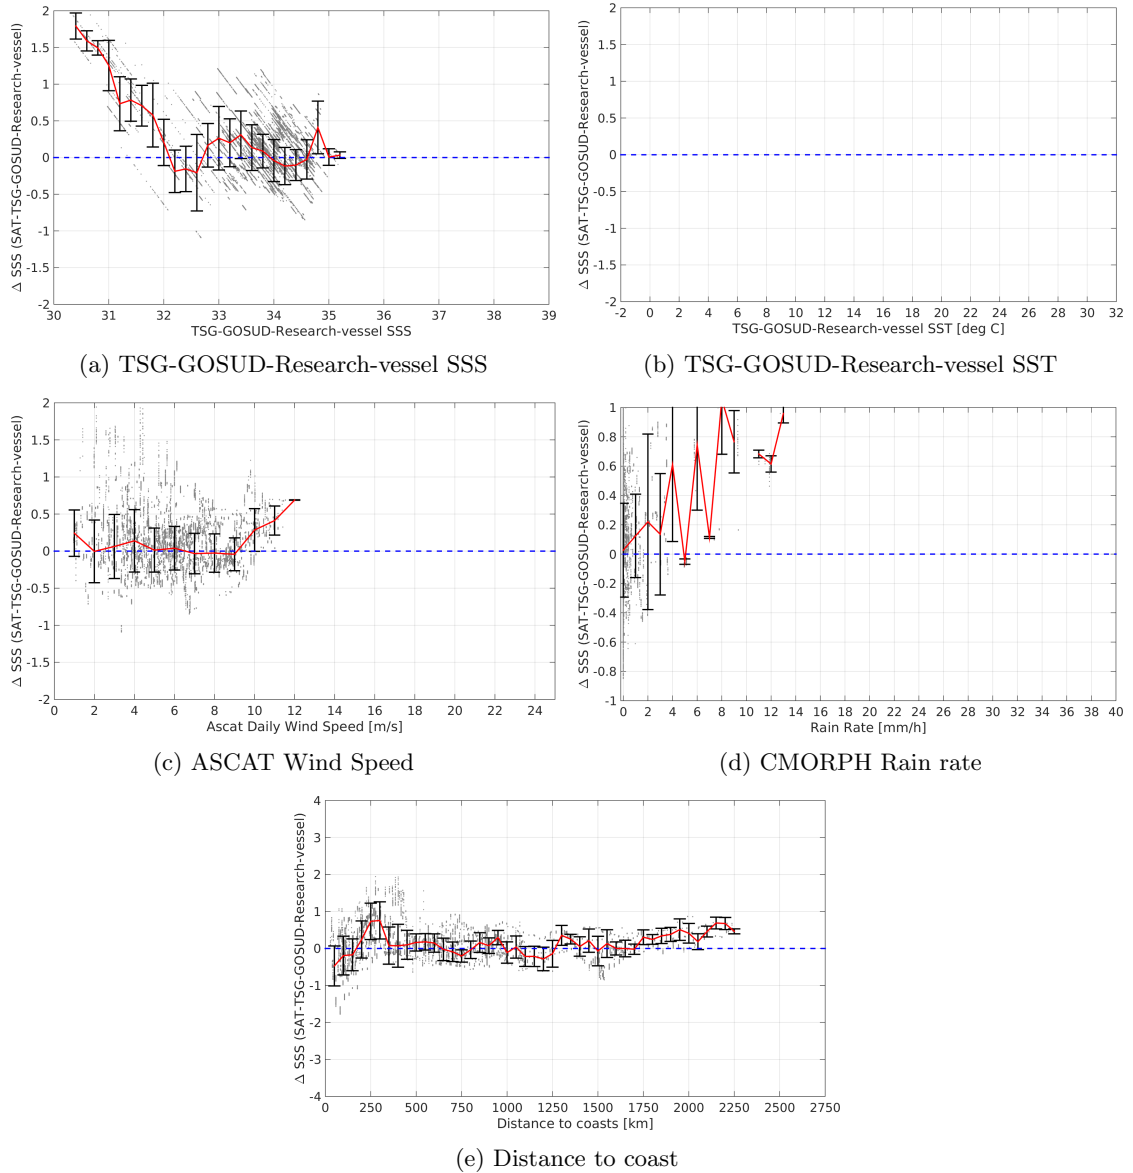 2
1.5
1
0.5
0
-0.5
-1
-1.5
-2
Δ SSS (SAT-TSG-GOSUD-Research-vessel)
30 31 32 33 34 35 36 37 38 39
TSG-GOSUD-Research-vessel SSS
(a) TSG-GOSUD-Research-vessel SSS
2
1.5
1
0.5
0
-0.5
-1
-1.5
-2
Δ SSS (SAT-TSG-GOSUD-Research-vessel)
-2 0 2 4 6 8 10 12 14 16 18 20 22 24 26 28 30 32
TSG-GOSUD-Research-vessel SST [deg C]
(b) TSG-GOSUD-Research-vessel SST
2
1.5
1
0.5
0
-0.5
-1
-1.5
-2
Δ SSS (SAT-TSG-GOSUD-Research-vessel)
0 2 4 6 8 10 12 14 16 18 20 22 24
Ascat Daily Wind Speed [m/s]
(c) ASCAT Wind Speed
1
0.8
0.6
0.4
0.2
0
-0.2
-0.4
-0.6
-0.8
-1
Δ SSS (SAT-TSG-GOSUD-Research-vessel)
0 2 4 6 8 10 12 14 16 18 20 22 24 26 28 30 32 34 36 38 40
Rain Rate [mm/h]
(d) CMORPH Rain rate
4
3
2
1
0
-1
-2
-3
-4
Δ SSS (SAT-TSG-GOSUD-Research-vessel)
0 250 500 750 1000 1250 1500 1750 2000 2250 2500 2750
Distance to coasts [km]
(e) Distance to coast